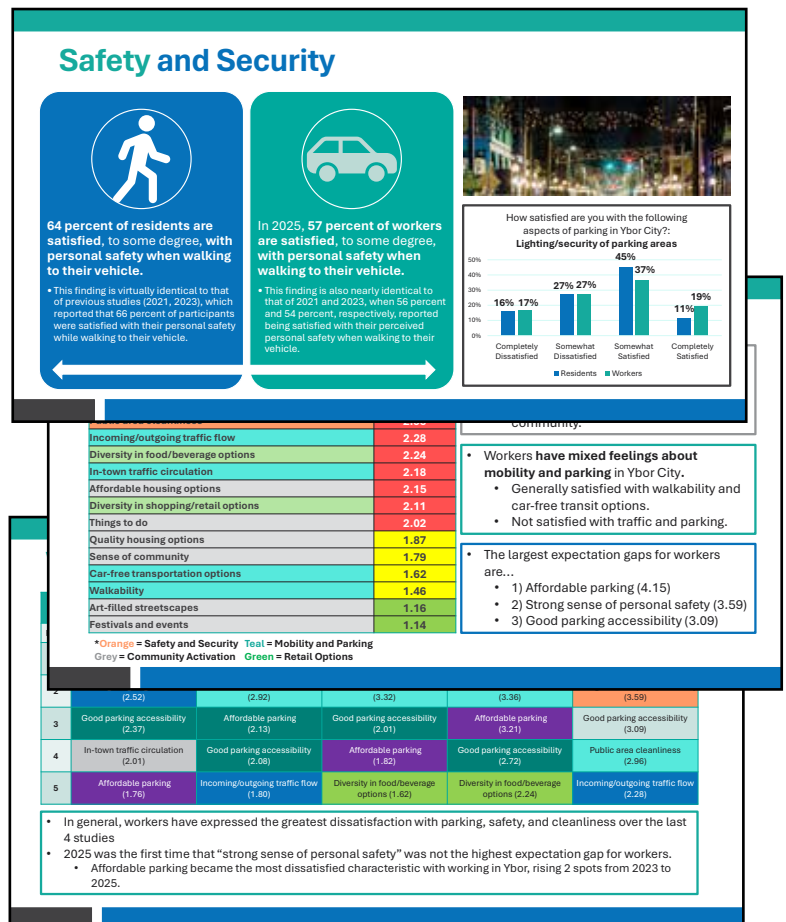 Safety and Security
64 percent of residents are
satisfied, to some degree, with
personal safety when walking
to their vehicle.
• This finding is virtually identical to that
of previous studies (2021, 2023), which
reported that 66 percent of participants
were satisfied with their personal safety
while walking to their vehicle.
In 2025, 57 percent of workers
are satisfied, to some degree,
with personal safety when
walking to their vehicle.
• This finding is also nearly identical to
that of 2021 and 2023, when 56 percent
and 54 percent, respectively, reported
being satisfied with their perceived
personal safety when walking to their
vehicle.
How satisfied are you with the following
aspects of parking in Ybor City?:
Lighting/security of parking areas
50%
40%
30%
20%
10%
0%
16% 17%
27% 27%
45%
37%
11%
19%
Completely
Dissatisfied
Somewhat
Dissatisfied
Somewhat
Satisfied
Completely
Satisfied
Residents Workers
community.
Incoming/outgoing traffic flow 2.28
Diversity in food/beverage options 2.24
In-town traffic circulation 2.18
Affordable housing options 2.15
Diversity in shopping/retail options 2.11
Things to do 2.02
Quality housing options 1.87
Sense of community 1.79
Car-free transportation options 1.62
Walkability 1.46
Art-filled streetscapes 1.16
Festivals and events 1.14
*Orange = Safety and Security Teal = Mobility and Parking
Grey = Community Activation Green = Retail Options
• Workers have mixed feelings about
mobility and parking in Ybor City.
• Generally satisfied with walkability and
car-free transit options.
• Not satisfied with traffic and parking.
• The largest expectation gaps for workers
are...
• 1) Affordable parking (4.15)
• 2) Strong sense of personal safety (3.59)
• 3) Good parking accessibility (3.09)
2 (2.52) (2.92) (3.32) (3.36) (3.59)
3 Good parking accessibility (2.37) Affordable parking (2.13) Good parking accessibility (2.01) Affordable parking (3.21) Good parking accessibility (3.09)
4 In-town traffic circulation (2.01) Good parking accessibility (2.08) Affordable parking (1.82) Good parking accessibility (2.72) Public area cleanliness (2.96)
5 Affordable parking (1.76) Incoming/outgoing traffic flow (1.80) Diversity in food/beverage options (1.62) Diversity in food/beverage options (2.24) Incoming/outgoing traffic flow (2.28)
• In general, workers have expressed the greatest dissatisfaction with parking, safety, and cleanliness over the last
4 studies
• 2025 was the first time that “strong sense of personal safety” was not the highest expectation gap for workers.
• Affordable parking became the most dissatisfied characteristic with working in Ybor, rising 2 spots from 2023 to
2025.